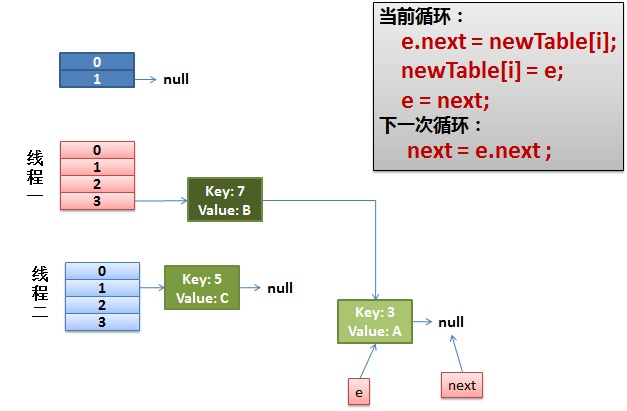 当前循环：
e.next = newTable[i];
newTable[i] = e;
e = next;
下一次循环：
next = e.next ;
0
1
null
线程一
0
1
2
3
Key: 7
Value: B
线程二
0
1
2
3
Key: 5
Value: C
null
Key: 3
Value: A
null
e
next